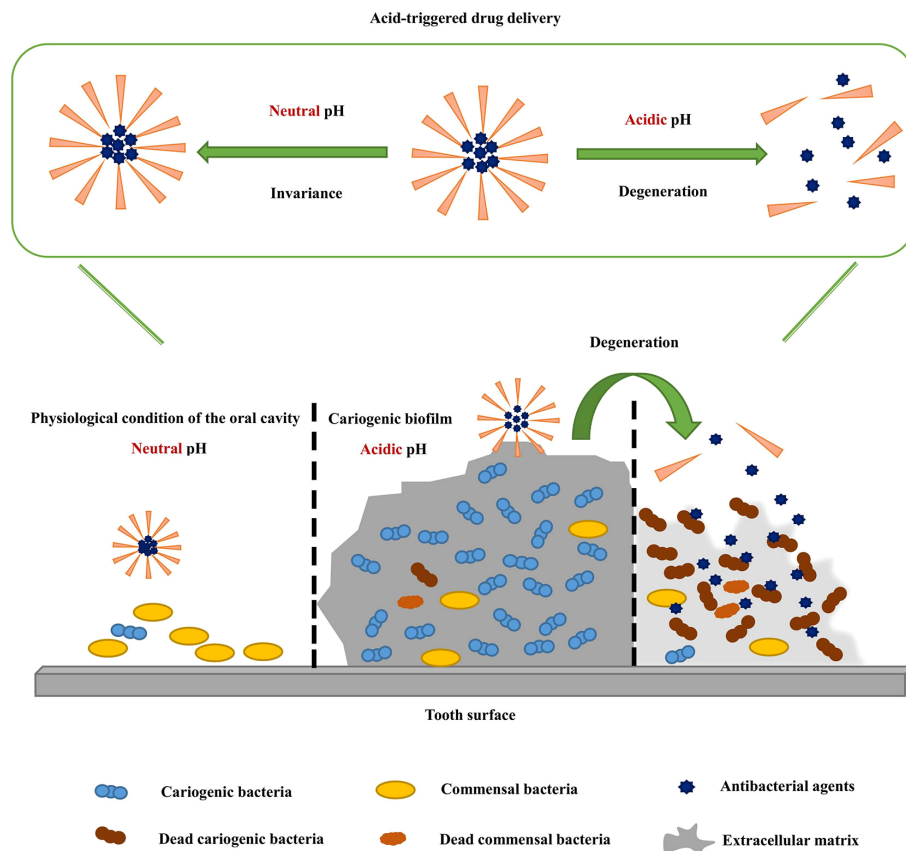 Acid-triggered drug delivery
Neutral pH
Acidic pH
Invariance
Degeneration
Degeneration
Physiological condition of the oral cavity
Neutral pH
Cariogenic biofilm
Acidic pH
Tooth surface
Cariogenic bacteria
Commensal bacteria
Antibacterial agents
Dead cariogenic bacteria
Dead commensal bacteria
Extracellular matrix